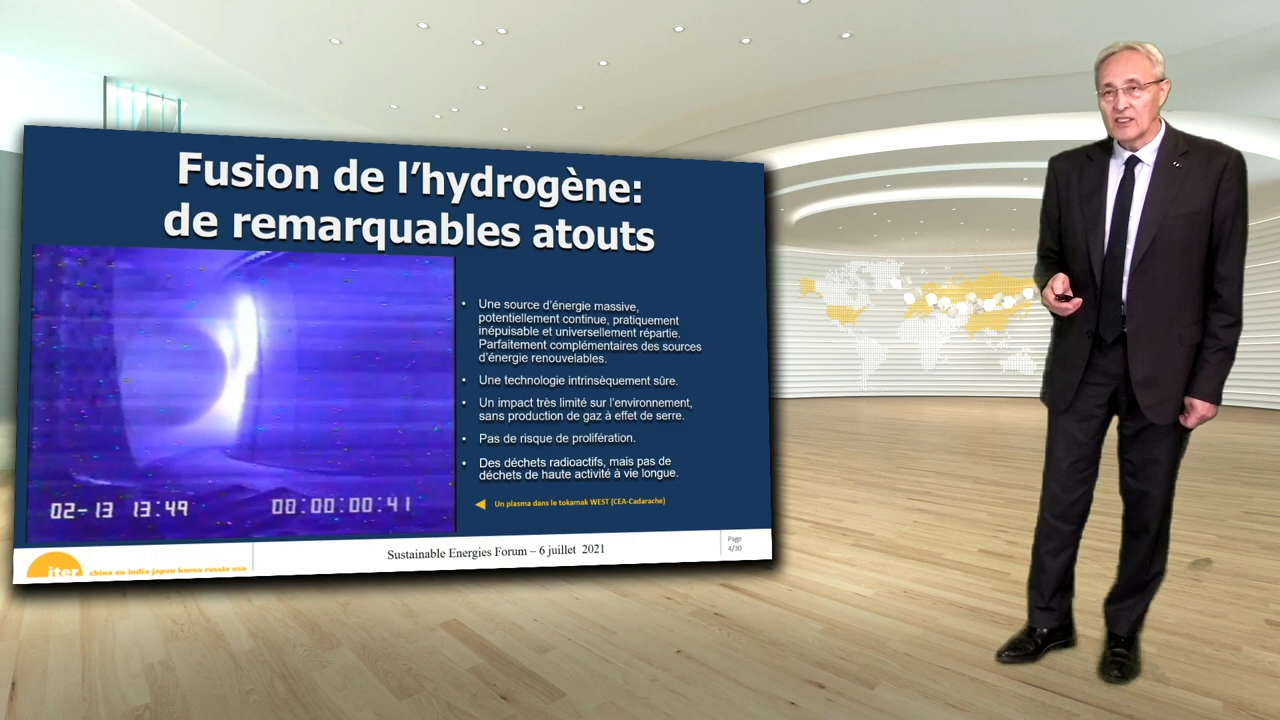 Fusion de l'hydrogène:
de remarquables atouts
• Une source d'énergie massive,
potentiellement continue, pratiquement
inépuisable et universellement répartie.
Parfaitement complémentaires des sources
d'énergie renouvelables.
• Une technologie intrinsèquement sûre.
• Un impact très limité sur l'environnement,
sans production de gaz à effet de serre.
• Pas de risque de prolifération.
• Des déchets radioactifs, mais pas de
déchets de haute activité à vie longue.
Un plasma dans le tokamak WEST (CEA-Cadarache)
02-13 13:49
00:00:00:41
iter
china eu india japan korea russia usa
Sustainable Energies Forum – 6 juillet 2021
Page
4/30